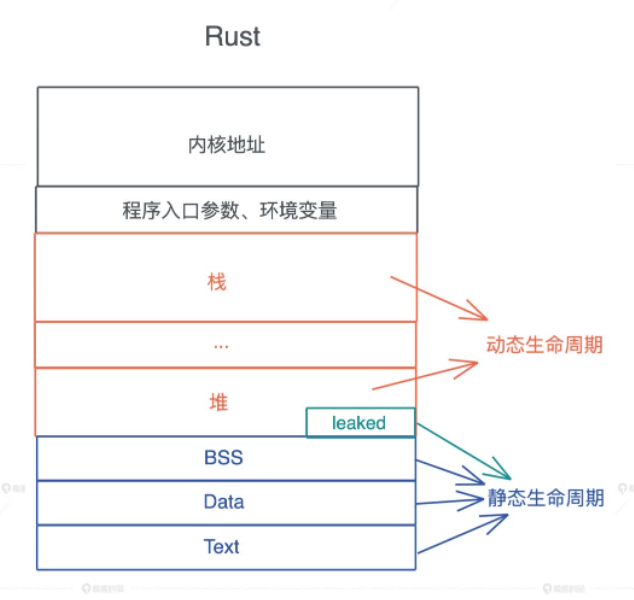 Rust
内核地址
程序入口参数、环境变量
栈
...
动态生命周期
堆
leaked
BSS
静态生命周期
Data
Text